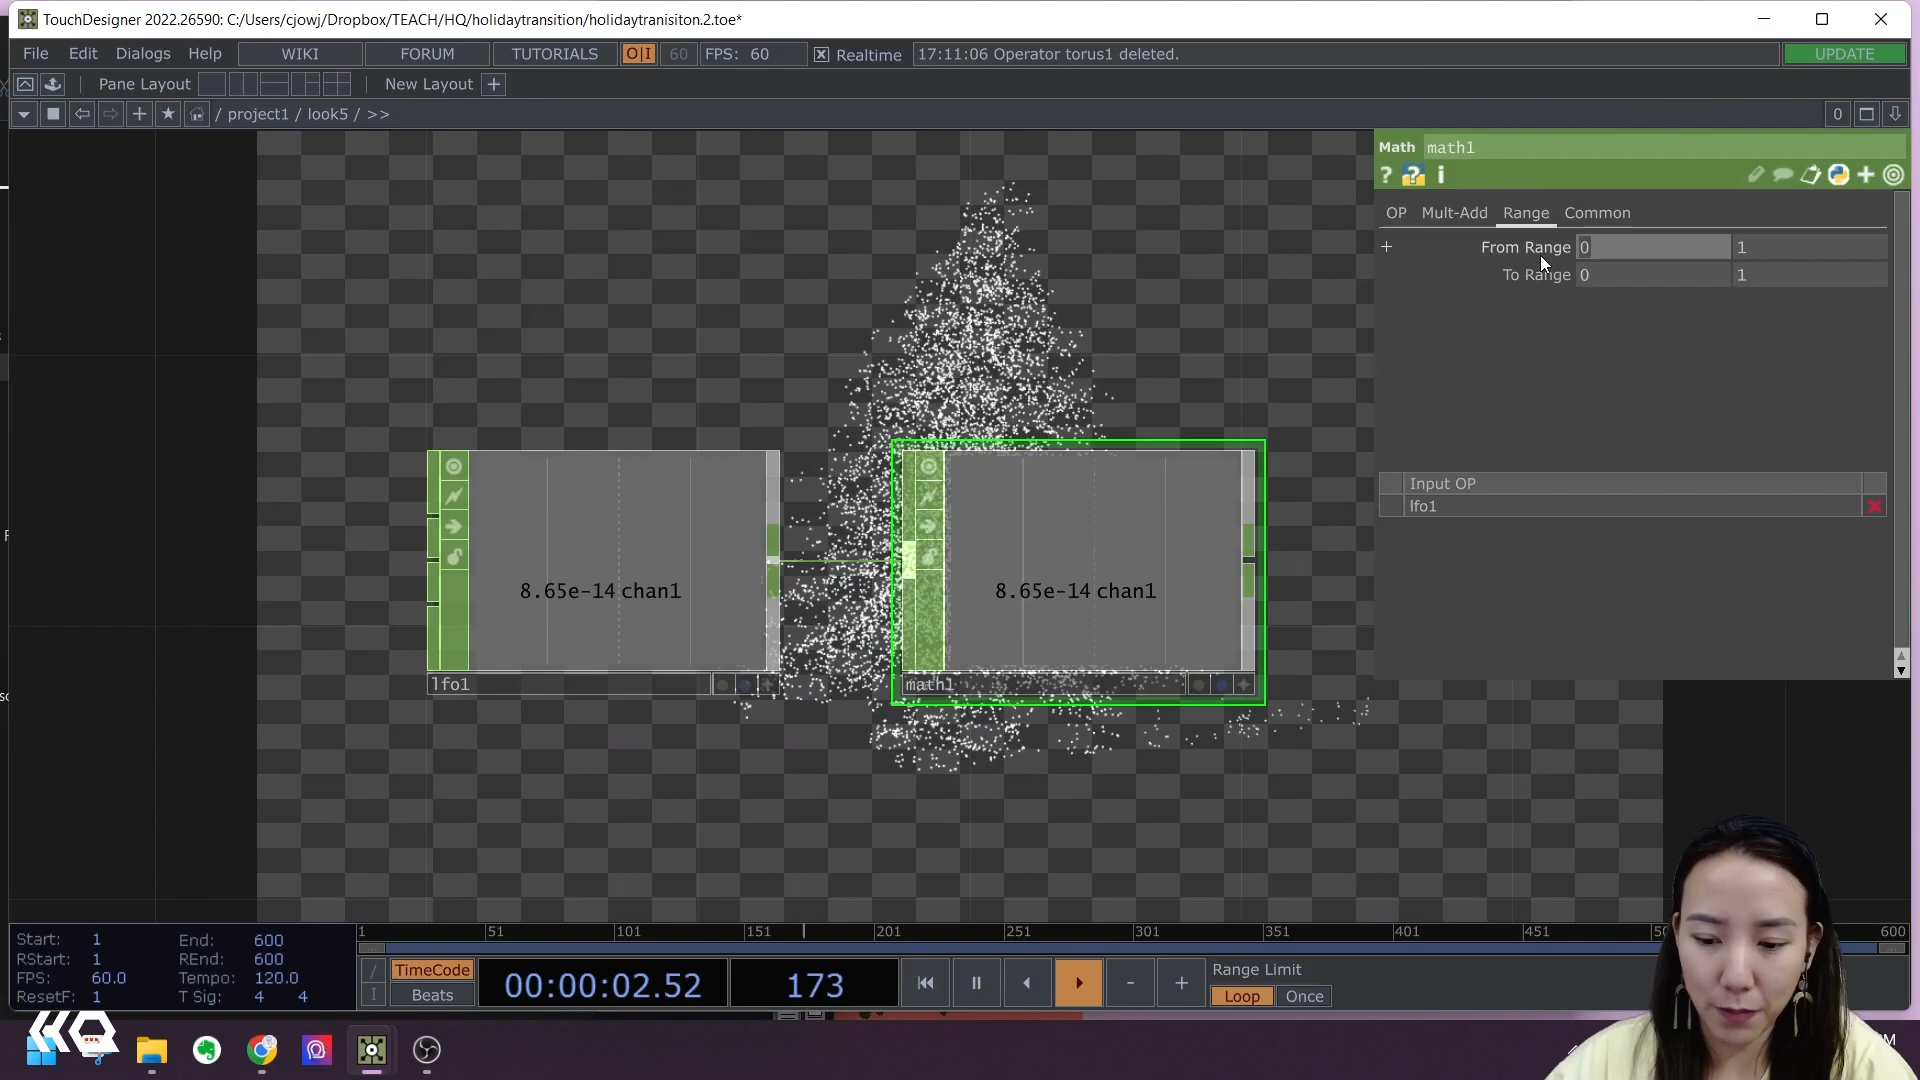 TouchDesigner 2022.26590: C:/Users/cjowj/Dropbox/TEACH/HQ/holidaytransition/holidaytranisiton.2.toe*
File Edit Dialogs Help WIKI FORUM TUTORIALS O|I 60 FPS: 60 Realtime 17:11:06 Operator torus1 deleted. UPDATE
Pane Layout New Layout +
/ project1 / look5 / >> 0
Math math1
? ? i
OP Mult-Add Range Common
+ From Range 0 1
To Range 0 1
Input OP
lfo1
8.65e-14 chan1 8.65e-14 chan1
lfo1 math1
1 51 101 151 201 251 301 351 401 451 600
Start: 1 End: 600
RStart: 1 REnd: 600
FPS: 60.0 Tempo: 120.0
ResetF: 1 T Sig: 4 4
TimeCode
Beats
00:00:02.52 173
- +
Range Limit
Loop Once
HQ